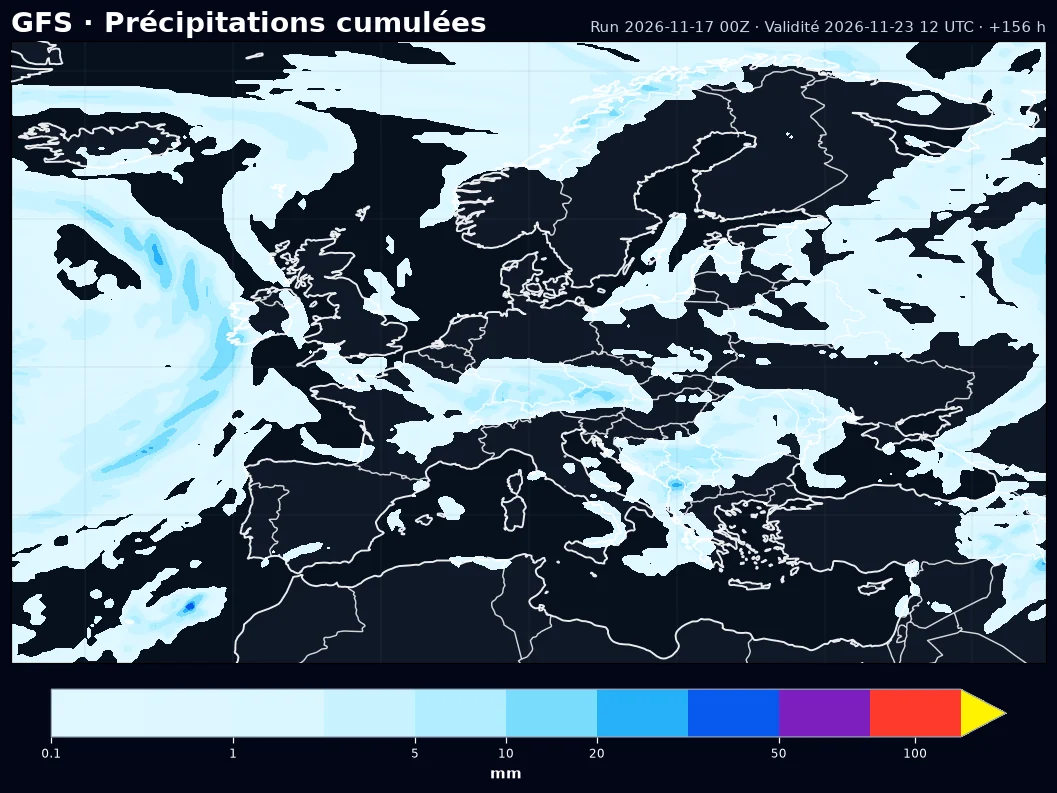 GFS · Précipitations cumulées
Run 2026-11-17 00Z · Validité 2026-11-23 12 UTC · +156 h
0.1 1 5 10 20 50 100
mm